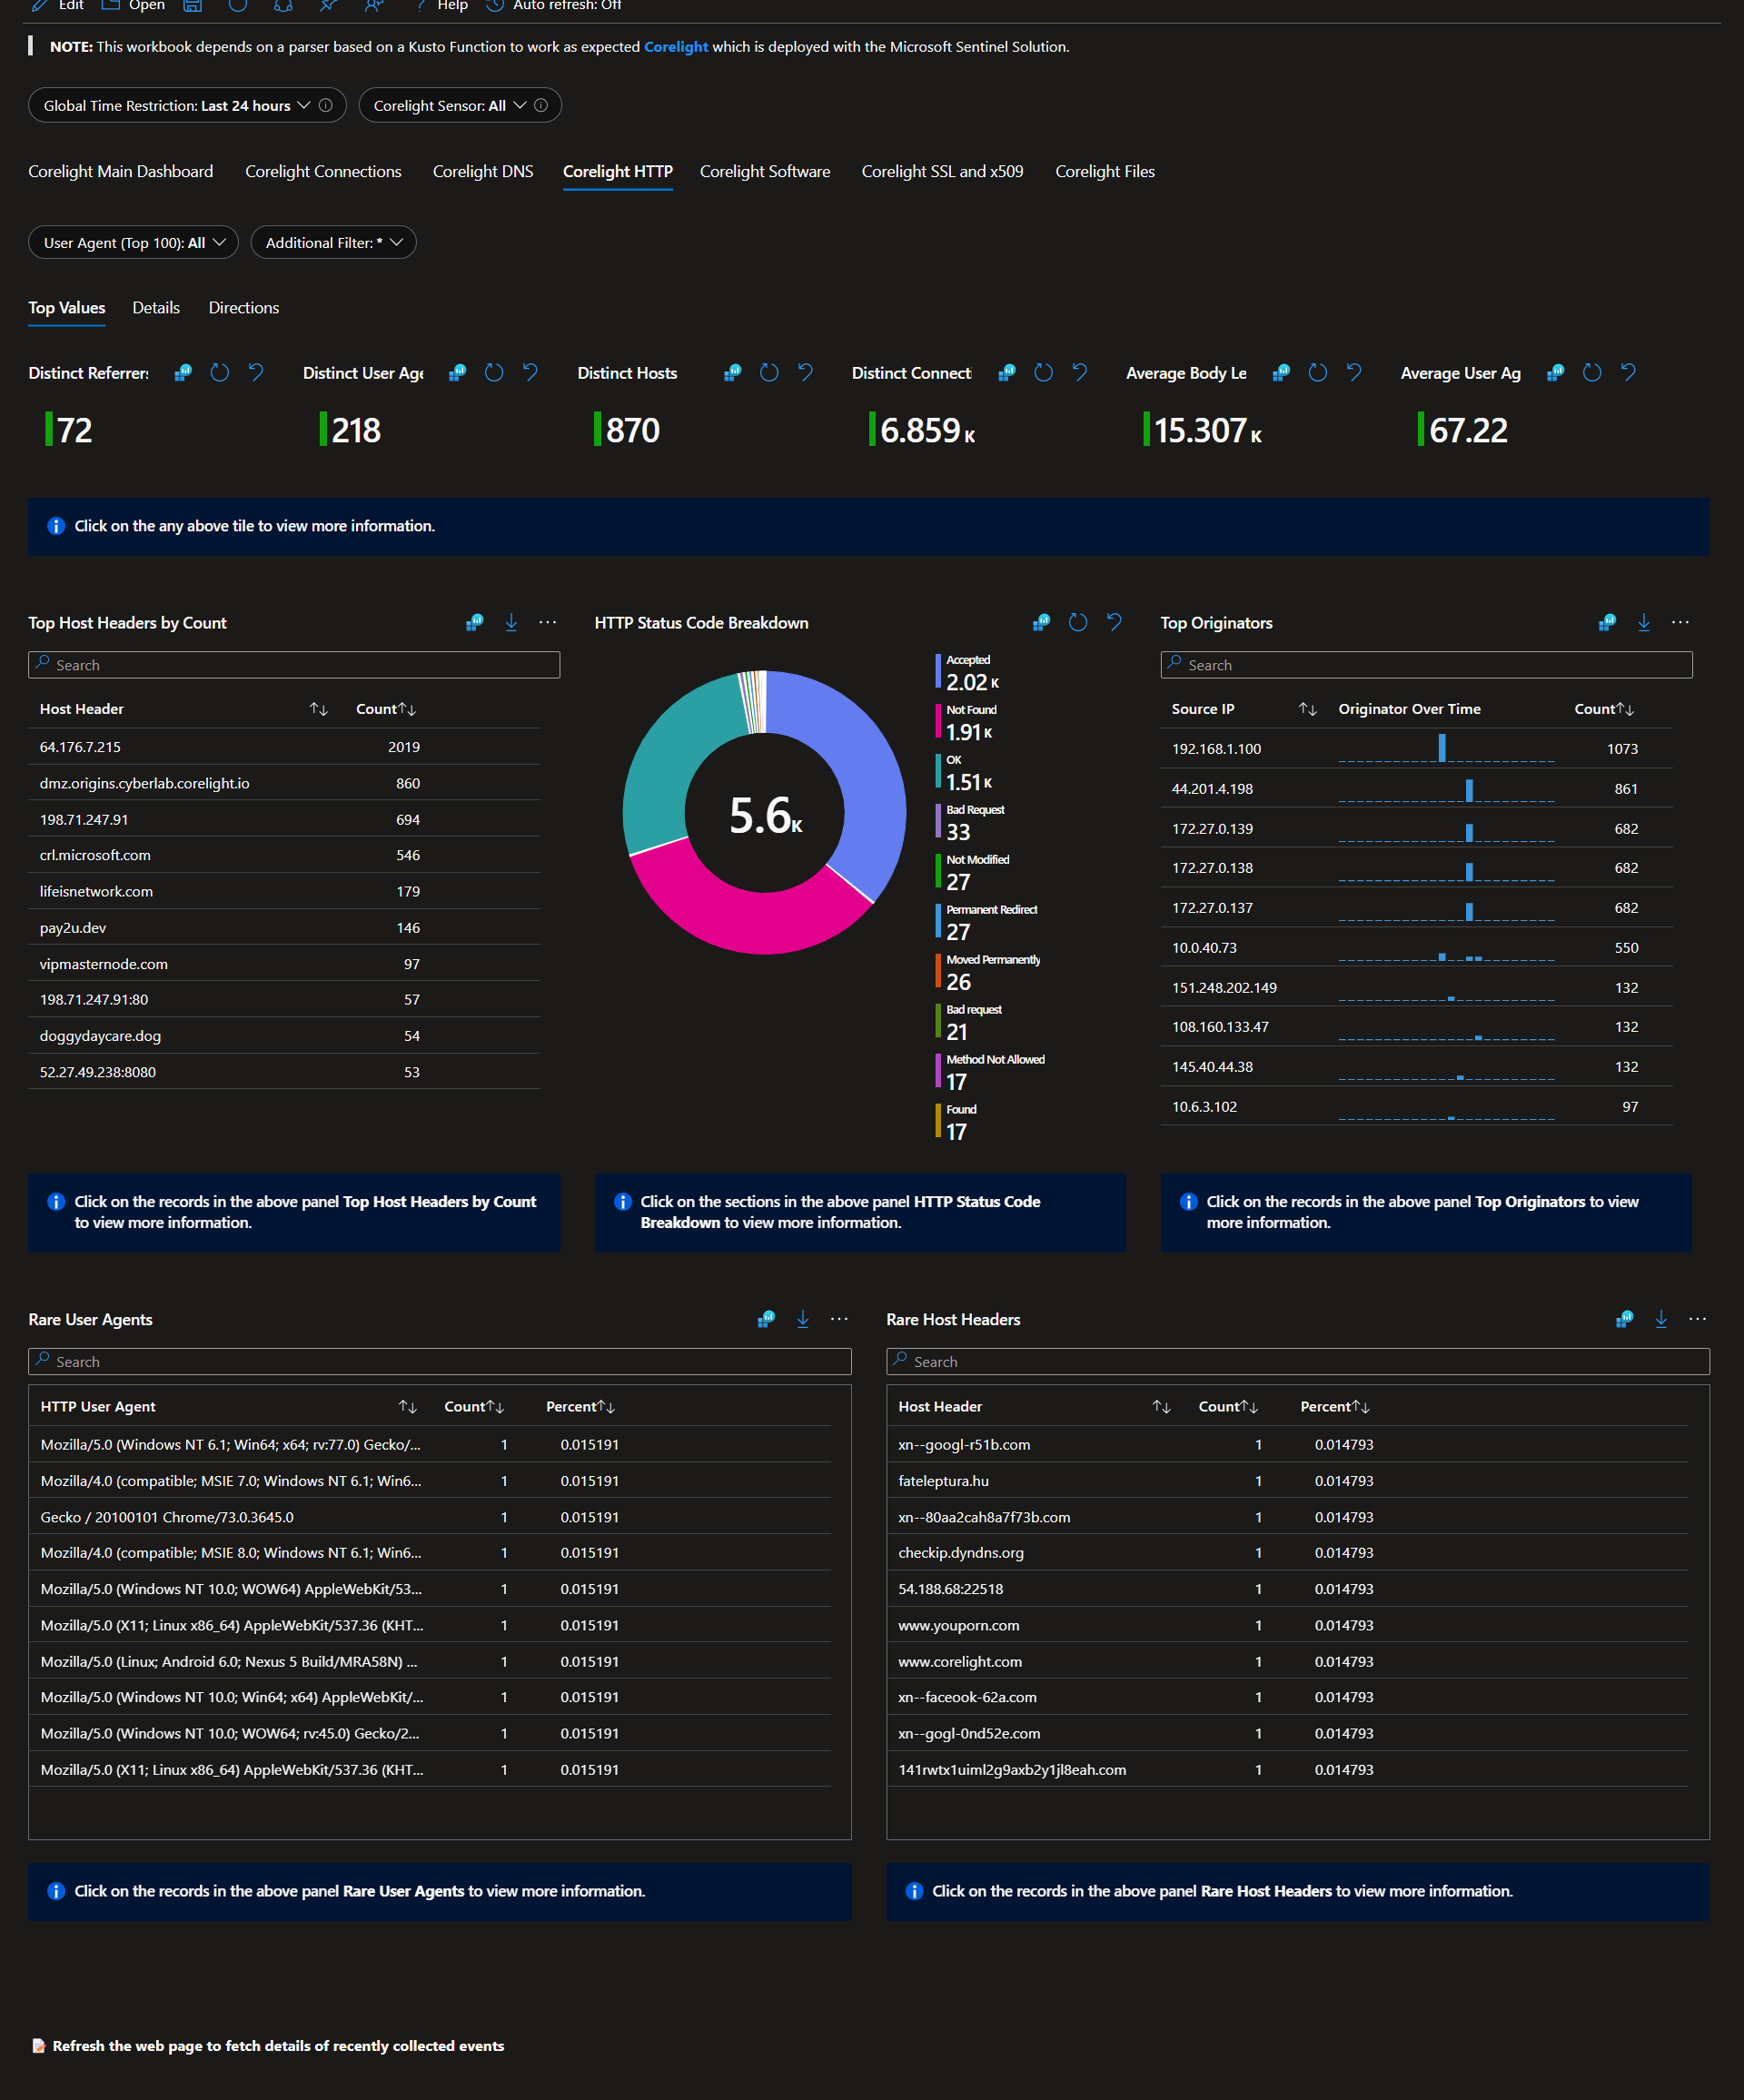 Edit Open Help Auto refresh: Off
NOTE: This workbook depends on a parser based on a Kusto Function to work as expected Corelight which is deployed with the Microsoft Sentinel Solution.
Global Time Restriction: Last 24 hours Corelight Sensor: All
Corelight Main Dashboard Corelight Connections Corelight DNS Corelight HTTP Corelight Software Corelight SSL and x509 Corelight Files
User Agent (Top 100): All Additional Filter: *
Top Values Details Directions
Distinct Referrers Distinct User Age Distinct Hosts Distinct Connecti Average Body Le Average User Ag
72 218 870 6.859 K 15.307 K 67.22
Click on the any above tile to view more information.
Top Host Headers by Count
Search
Host Header Count
64.176.7.215 2019
dmz.origins.cyberlab.corelight.io 860
198.71.247.91 694
crl.microsoft.com 546
lifeisnetwork.com 179
pay2u.dev 146
vipmasternode.com 97
198.71.247.91:80 57
doggydaycare.dog 54
52.27.49.238:8080 53
Click on the records in the above panel Top Host Headers by Count
to view more information.
HTTP Status Code Breakdown
5.6K
Accepted
2.02 K
Not Found
1.91 K
OK
1.51 K
Bad Request
33
Not Modified
27
Permanent Redirect
27
Moved Permanently
26
Bad request
21
Method Not Allowed
17
Found
17
Click on the sections in the above panel HTTP Status Code
Breakdown to view more information.
Top Originators
Search
Source IP Originator Over Time Count
192.168.1.100 1073
44.201.4.198 861
172.27.0.139 682
172.27.0.138 682
172.27.0.137 682
10.0.40.73 550
151.248.202.149 132
108.160.133.47 132
145.40.44.38 132
10.6.3.102 97
Click on the records in the above panel Top Originators to view
more information.
Rare User Agents
Search
HTTP User Agent Count Percent
Mozilla/5.0 (Windows NT 6.1; Win64; x64; rv:77.0) Gecko/... 1 0.015191
Mozilla/4.0 (compatible; MSIE 7.0; Windows NT 6.1; Win6... 1 0.015191
Gecko / 20100101 Chrome/73.0.3645.0 1 0.015191
Mozilla/4.0 (compatible; MSIE 8.0; Windows NT 6.1; Win6... 1 0.015191
Mozilla/5.0 (Windows NT 10.0; WOW64) AppleWebKit/53... 1 0.015191
Mozilla/5.0 (X11; Linux x86_64) AppleWebKit/537.36 (KHT... 1 0.015191
Mozilla/5.0 (Linux; Android 6.0; Nexus 5 Build/MRA58N) ... 1 0.015191
Mozilla/5.0 (Windows NT 10.0; Win64; x64) AppleWebKit/... 1 0.015191
Mozilla/5.0 (Windows NT 10.0; WOW64; rv:45.0) Gecko/2... 1 0.015191
Mozilla/5.0 (X11; Linux x86_64) AppleWebKit/537.36 (KHT... 1 0.015191
Click on the records in the above panel Rare User Agents to view more information.
Rare Host Headers
Search
Host Header Count Percent
xn--googl-r51b.com 1 0.014793
fateleptura.hu 1 0.014793
xn--80aa2cah8a7f73b.com 1 0.014793
checkip.dyndns.org 1 0.014793
54.188.68:22518 1 0.014793
www.youporn.com 1 0.014793
www.corelight.com 1 0.014793
xn--faceook-62a.com 1 0.014793
xn--gogl-0nd52e.com 1 0.014793
141rwtx1uiml2g9axb2y1jl8eah.com 1 0.014793
Click on the records in the above panel Rare Host Headers to view more information.
Refresh the web page to fetch details of recently collected events